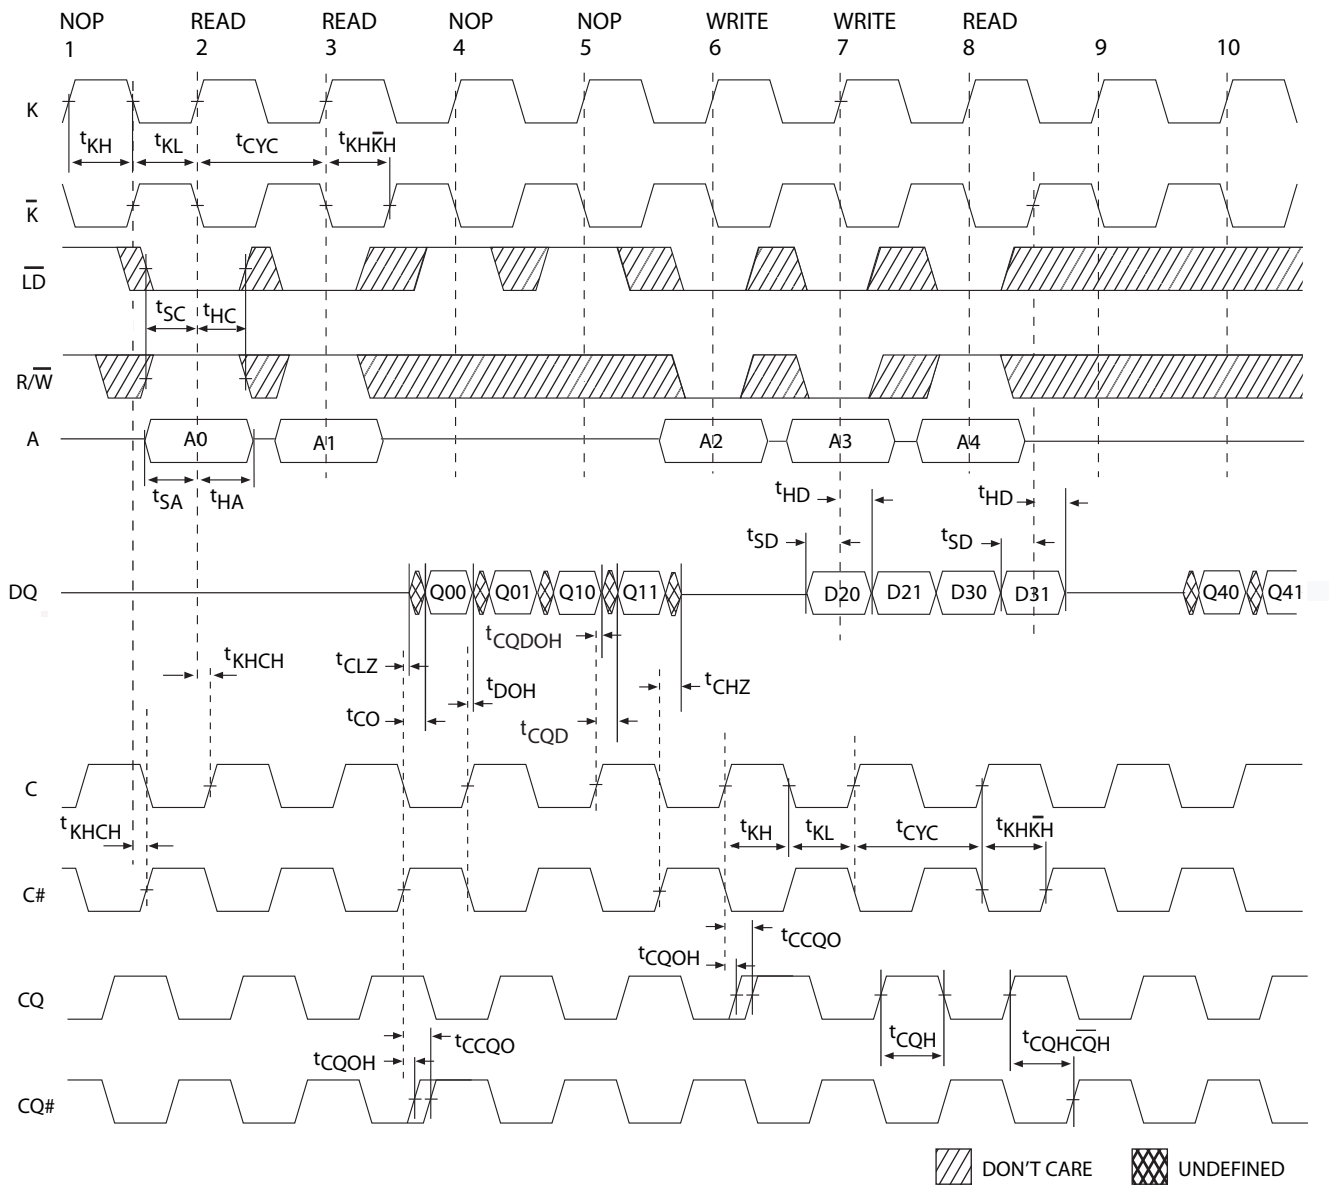 NOP READ READ NOP NOP WRITE WRITE READ
1 2 3 4 5 6 7 8 9 10
K
tKH tKL tCYC tKHK̅H
K̅
L̅D̅
tSC tHC
R/W̅
A A0 A1 A2 A3 A4
tSA tHA tHD tHD
tSD tSD
DQ Q00 Q01 Q10 Q11 D20 D21 D30 D31 Q40 Q41
tCQDOH
tKHCH tCLZ tDOH tCHZ
tCO tCQD
C
tKHCH tKH tKL tCYC tKHK̅H
C#
tCCQO
tCQOH
CQ
tCCQO tCQH tCQHC̅Q̅H
tCQOH
CQ#
DON'T CARE UNDEFINED